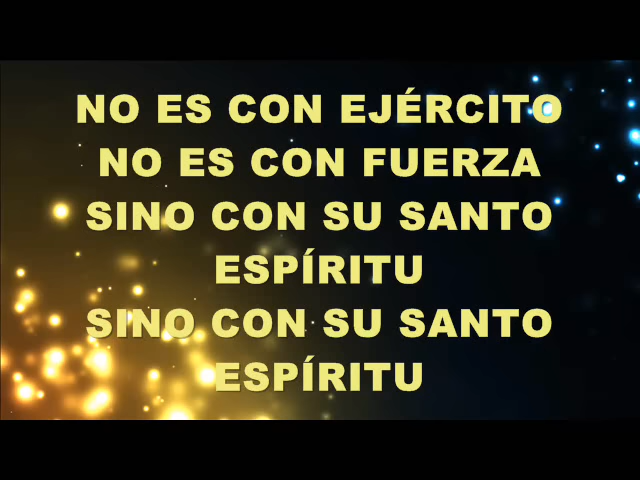 NO ES CON EJÉRCITO
NO ES CON FUERZA
SINO CON SU SANTO
ESPÍRITU
SINO CON SU SANTO
ESPÍRITU